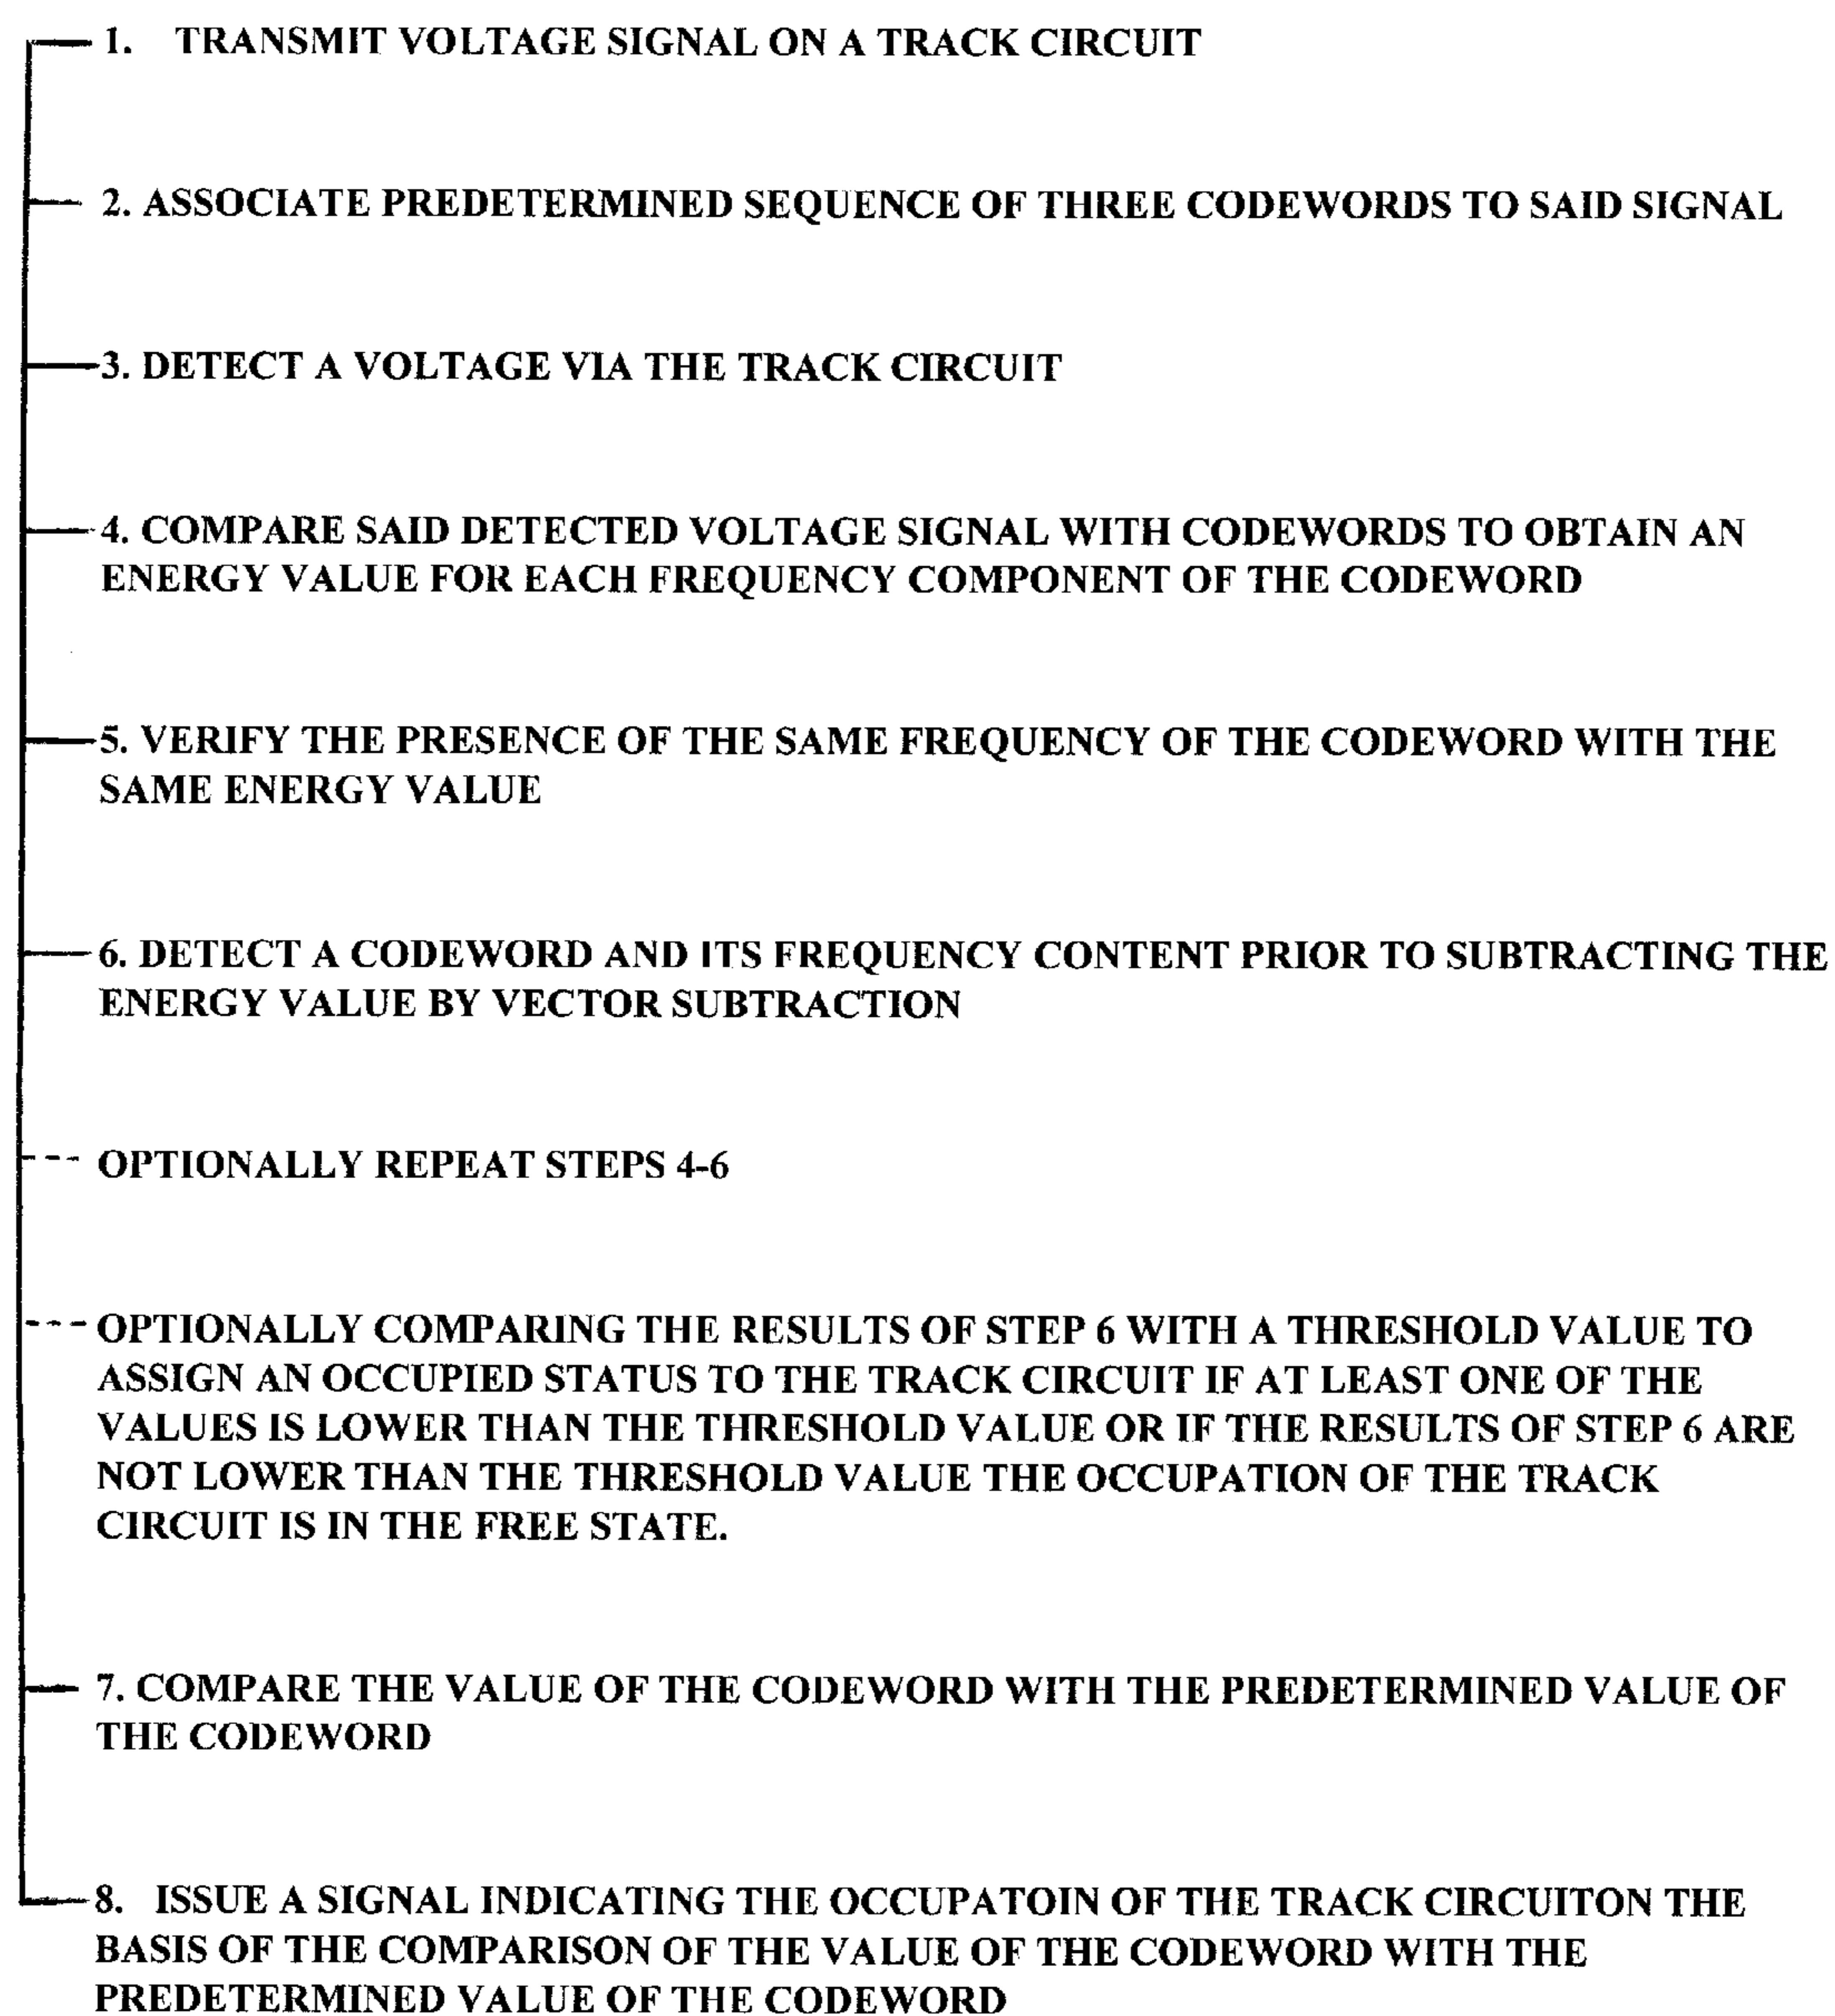 1. TRANSMIT VOLTAGE SIGNAL ON A TRACK CIRCUIT
2. ASSOCIATE PREDETERMINED SEQUENCE OF THREE CODEWORDS TO SAID SIGNAL
3. DETECT A VOLTAGE VIA THE TRACK CIRCUIT
4. COMPARE SAID DETECTED VOLTAGE SIGNAL WITH CODEWORDS TO OBTAIN AN
ENERGY VALUE FOR EACH FREQUENCY COMPONENT OF THE CODEWORD
5. VERIFY THE PRESENCE OF THE SAME FREQUENCY OF THE CODEWORD WITH THE
SAME ENERGY VALUE
6. DETECT A CODEWORD AND ITS FREQUENCY CONTENT PRIOR TO SUBTRACTING THE
ENERGY VALUE BY VECTOR SUBTRACTION
OPTIONALLY REPEAT STEPS 4-6
OPTIONALLY COMPARING THE RESULTS OF STEP 6 WITH A THRESHOLD VALUE TO
ASSIGN AN OCCUPIED STATUS TO THE TRACK CIRCUIT IF AT LEAST ONE OF THE
VALUES IS LOWER THAN THE THRESHOLD VALUE OR IF THE RESULTS OF STEP 6 ARE
NOT LOWER THAN THE THRESHOLD VALUE THE OCCUPATION OF THE TRACK
CIRCUIT IS IN THE FREE STATE.
7. COMPARE THE VALUE OF THE CODEWORD WITH THE PREDETERMINED VALUE OF
THE CODEWORD
8. ISSUE A SIGNAL INDICATING THE OCCUPATOIN OF THE TRACK CIRCUITON THE
BASIS OF THE COMPARISON OF THE VALUE OF THE CODEWORD WITH THE
PREDETERMINED VALUE OF THE CODEWORD